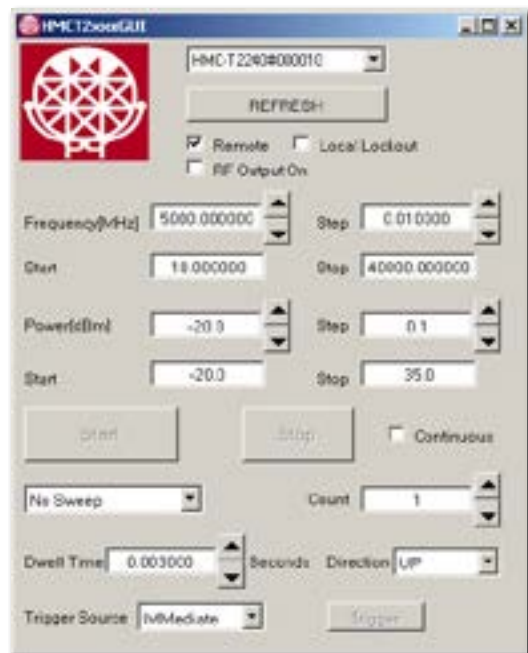 HMCT2xxxxGUI
HMC-T2240#000010
REFRESH
Remote Local Lockout
RF Output On
Frequency[MHz] 5000.000000 Step 0.010000
Start 10.000000 Stop 40000.000000
Power[dBm] -20.0 Step 0.1
Start -20.0 Stop 35.0
Start Stop Continuous
No Sweep Count 1
Dwell Time 0.003000 Seconds Direction UP
Trigger Source IMMediate Trigger